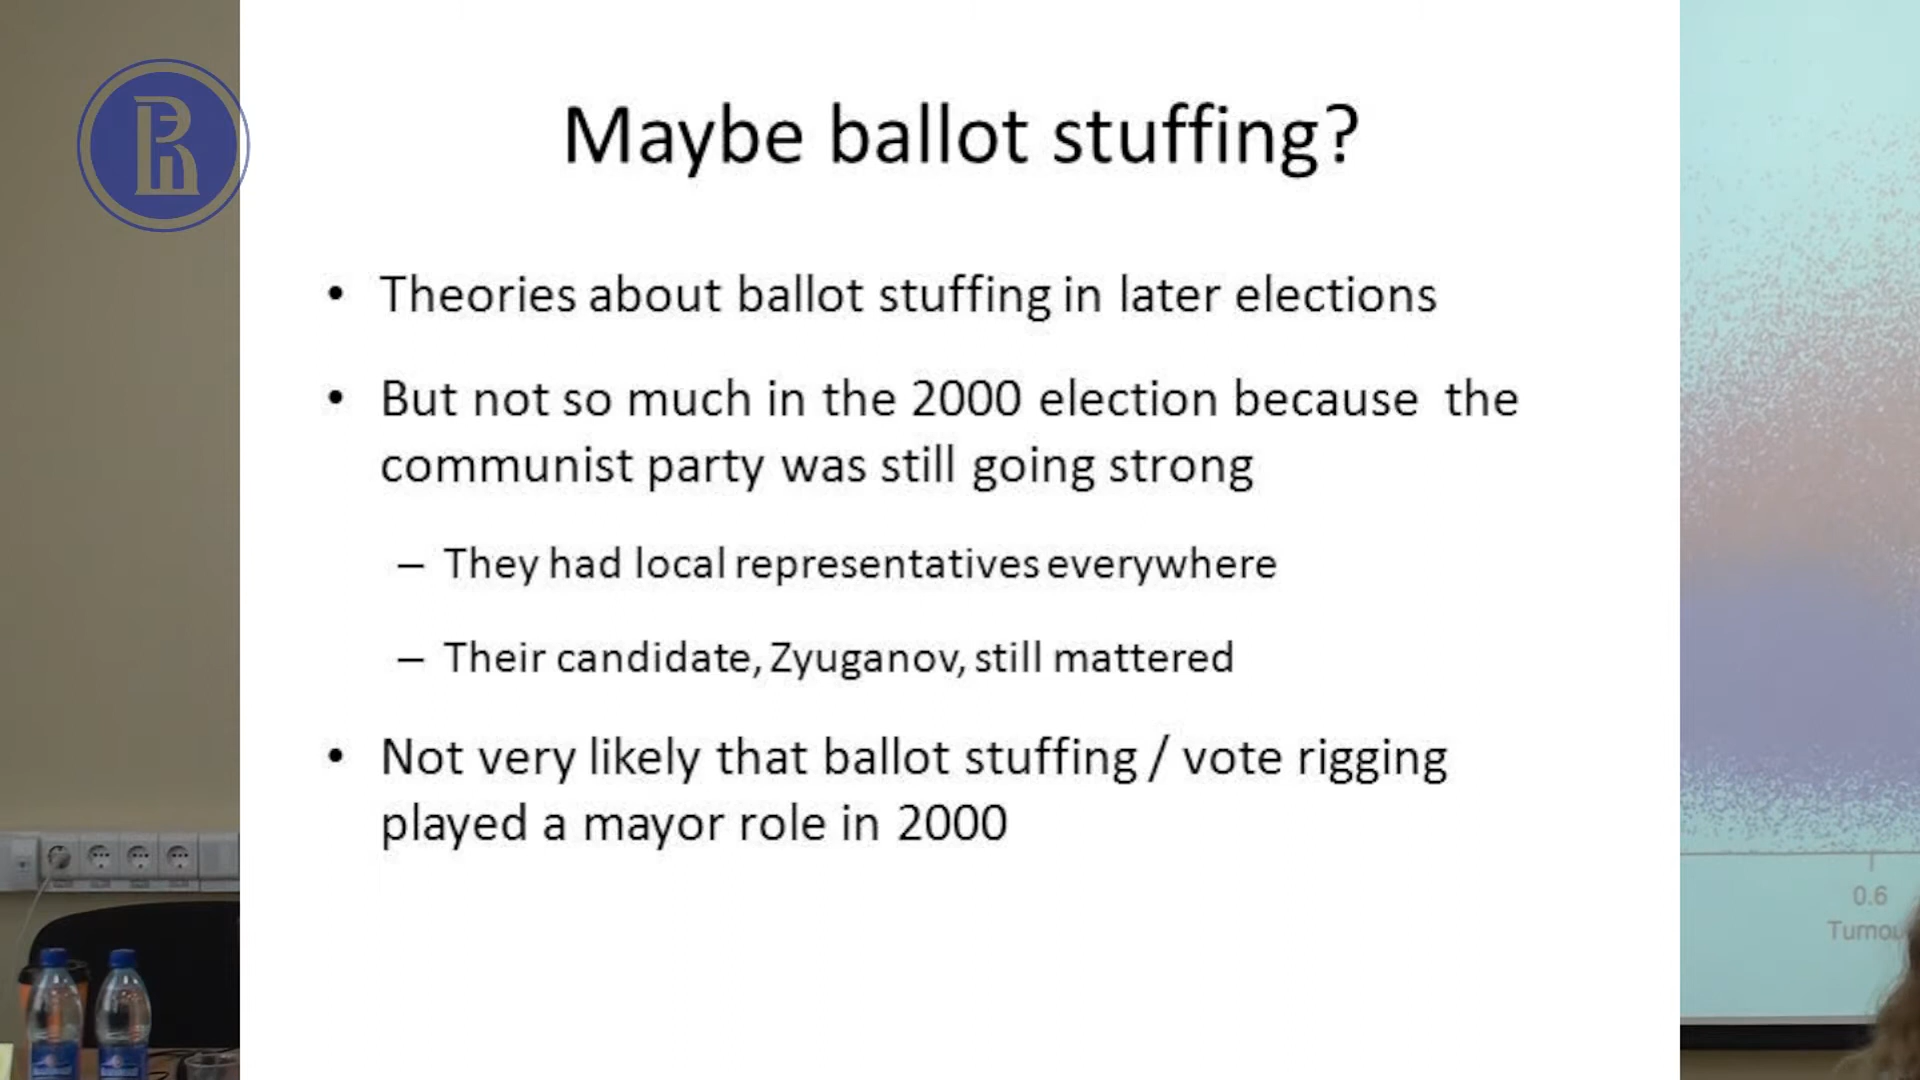 Maybe ballot stuffing?
• Theories about ballot stuffing in later elections
• But not so much in the 2000 election because the
communist party was still going strong
– They had local representatives everywhere
– Their candidate, Zyuganov, still mattered
• Not very likely that ballot stuffing / vote rigging
played a mayor role in 2000
0.6